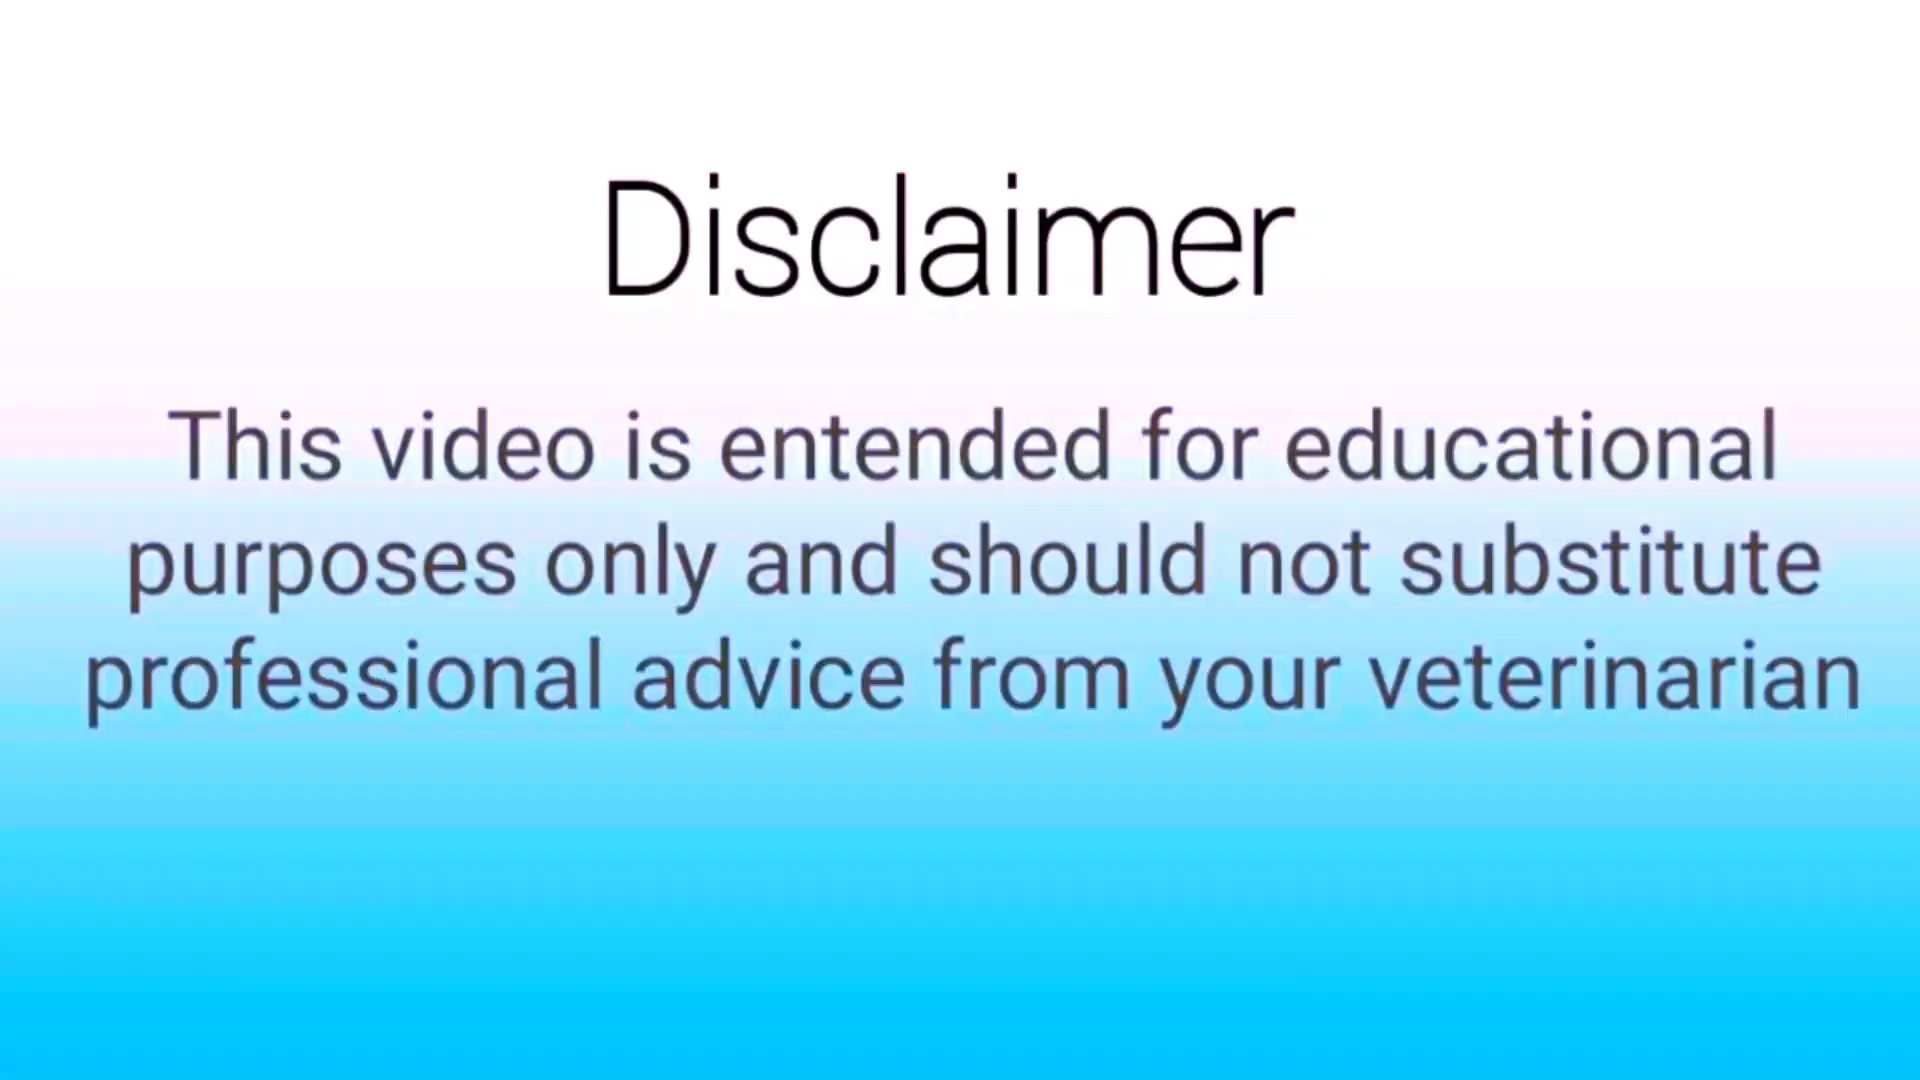 Disclaimer
This video is entended for educational
purposes only and should not substitute
professional advice from your veterinarian